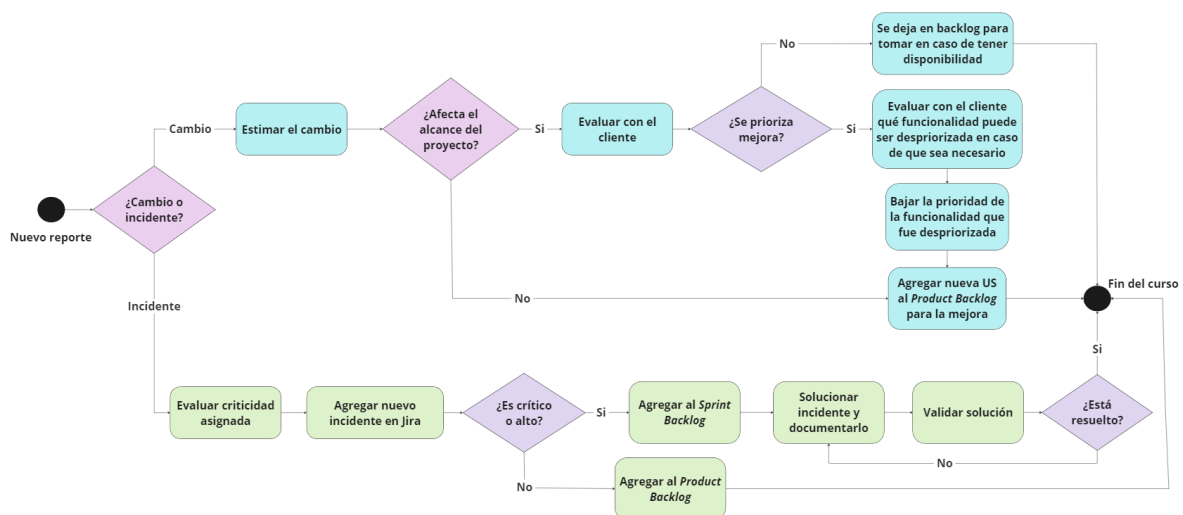 Nuevo reporte
¿Cambio o
incidente?
Cambio
Estimar el cambio
¿Afecta el
alcance del
proyecto?
Si
Evaluar con el
cliente
¿Se prioriza
mejora?
No
Se deja en backlog para
tomar en caso de tener
disponibilidad
Si
Evaluar con el cliente
qué funcionalidad puede
ser despriorizada en caso
de que sea necesario
Bajar la prioridad de
la funcionalidad que
fue despriorizada
No
Agregar nueva US
al Product Backlog
para la mejora
Fin del curso
Incidente
Evaluar criticidad
asignada
Agregar nuevo
incidente en Jira
¿Es crítico
o alto?
Si
Agregar al Sprint
Backlog
Solucionar
incidente y
documentarlo
Validar solución
¿Está
resuelto?
Si
No
No
Agregar al Product
Backlog